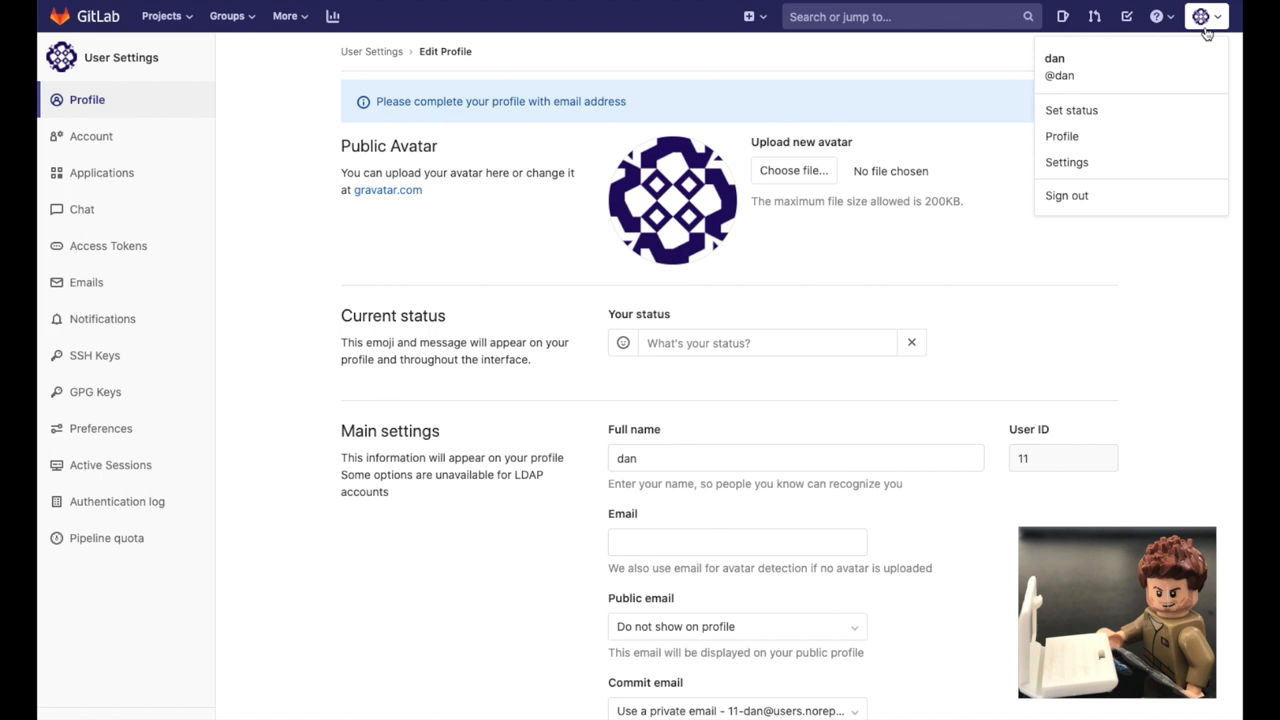 GitLab
Projects
Groups
More
Search or jump to...
User Settings
Profile
Account
Applications
Chat
Access Tokens
Emails
Notifications
SSH Keys
GPG Keys
Preferences
Active Sessions
Authentication log
Pipeline quota
User Settings › Edit Profile
Please complete your profile with email address
Public Avatar
You can upload your avatar here or change it
at gravatar.com
Upload new avatar
Choose file...
No file chosen
The maximum file size allowed is 200KB.
dan
@dan
Set status
Profile
Settings
Sign out
Current status
This emoji and message will appear on your
profile and throughout the interface.
Your status
What's your status?
Main settings
This information will appear on your profile
Some options are unavailable for LDAP
accounts
Full name
dan
Enter your name, so people you know can recognize you
User ID
11
Email
We also use email for avatar detection if no avatar is uploaded
Public email
Do not show on profile
This email will be displayed on your public profile
Commit email
Use a private email - 11-dan@users.norep...